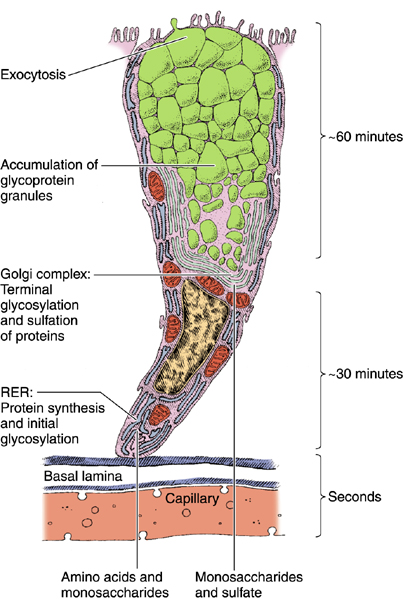 Exocytosis
~60 minutes
Accumulation of
glycoprotein
granules
Golgi complex:
Terminal
glycosylation
and sulfation
of proteins
~30 minutes
RER:
Protein synthesis
and initial
glycosylation
Basal lamina
Capillary
Seconds
Amino acids and
monosaccharides
Monosaccharides
and sulfate